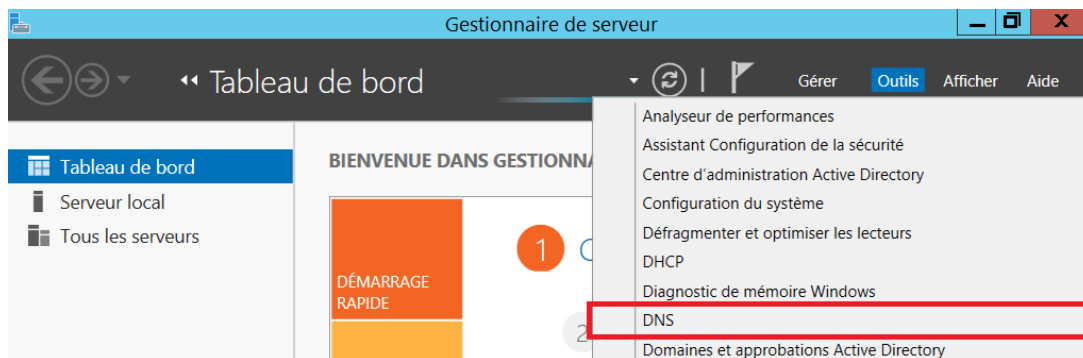 Gestionnaire de serveur
Tableau de bord
Gérer Outils Afficher Aide
Tableau de bord
Serveur local
Tous les serveurs
BIENVENUE DANS GESTIONNA
DÉMARRAGE
RAPIDE
1
2
Analyseur de performances
Assistant Configuration de la sécurité
Centre d'administration Active Directory
Configuration du système
Défragmenter et optimiser les lecteurs
DHCP
Diagnostic de mémoire Windows
DNS
Domaines et approbations Active Directory